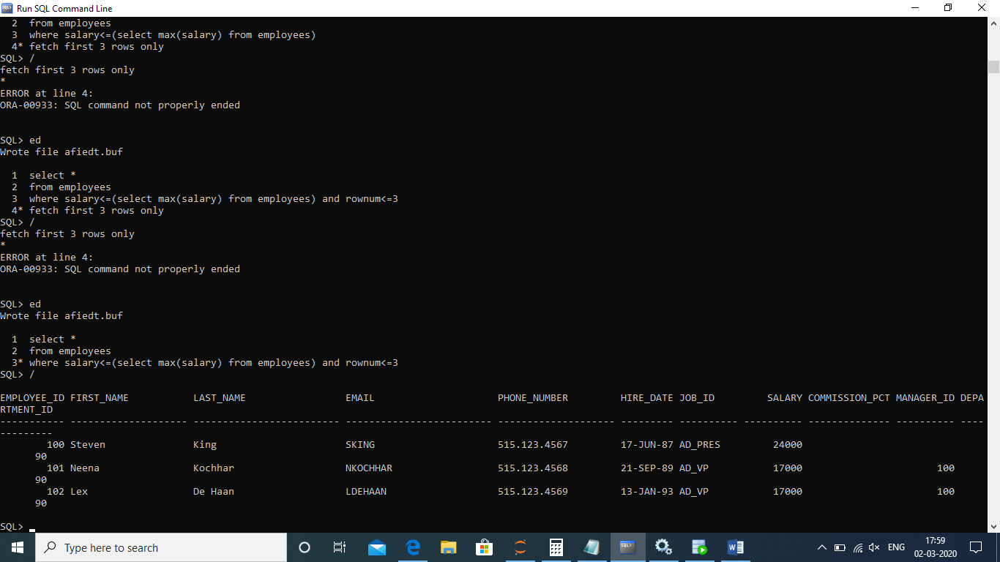 Run SQL Command Line
2 from employees
3 where salary<=(select max(salary) from employees)
4* fetch first 3 rows only
SQL> /
fetch first 3 rows only
*
ERROR at line 4:
ORA-00933: SQL command not properly ended
SQL> ed
Wrote file afiedt.buf
1 select *
2 from employees
3 where salary<=(select max(salary) from employees) and rownum<=3
4* fetch first 3 rows only
SQL> /
fetch first 3 rows only
*
ERROR at line 4:
ORA-00933: SQL command not properly ended
SQL> ed
Wrote file afiedt.buf
1 select *
2 from employees
3* where salary<=(select max(salary) from employees) and rownum<=3
SQL> /
EMPLOYEE_ID FIRST_NAME LAST_NAME EMAIL PHONE_NUMBER HIRE_DATE JOB_ID SALARY COMMISSION_PCT MANAGER_ID DEPA
RTMENT_ID
----------- -------------------- ------------------------- ------------------------- -------------------- --------- ---------- ---------- -------------- ---------- ----
---------
100 Steven King SKING 515.123.4567 17-JUN-87 AD_PRES 24000
90
101 Neena Kochhar NKOCHHAR 515.123.4568 21-SEP-89 AD_VP 17000 100
90
102 Lex De Haan LDEHAAN 515.123.4569 13-JAN-93 AD_VP 17000 100
90
SQL>
Type here to search
ENG
17:59
02-03-2020